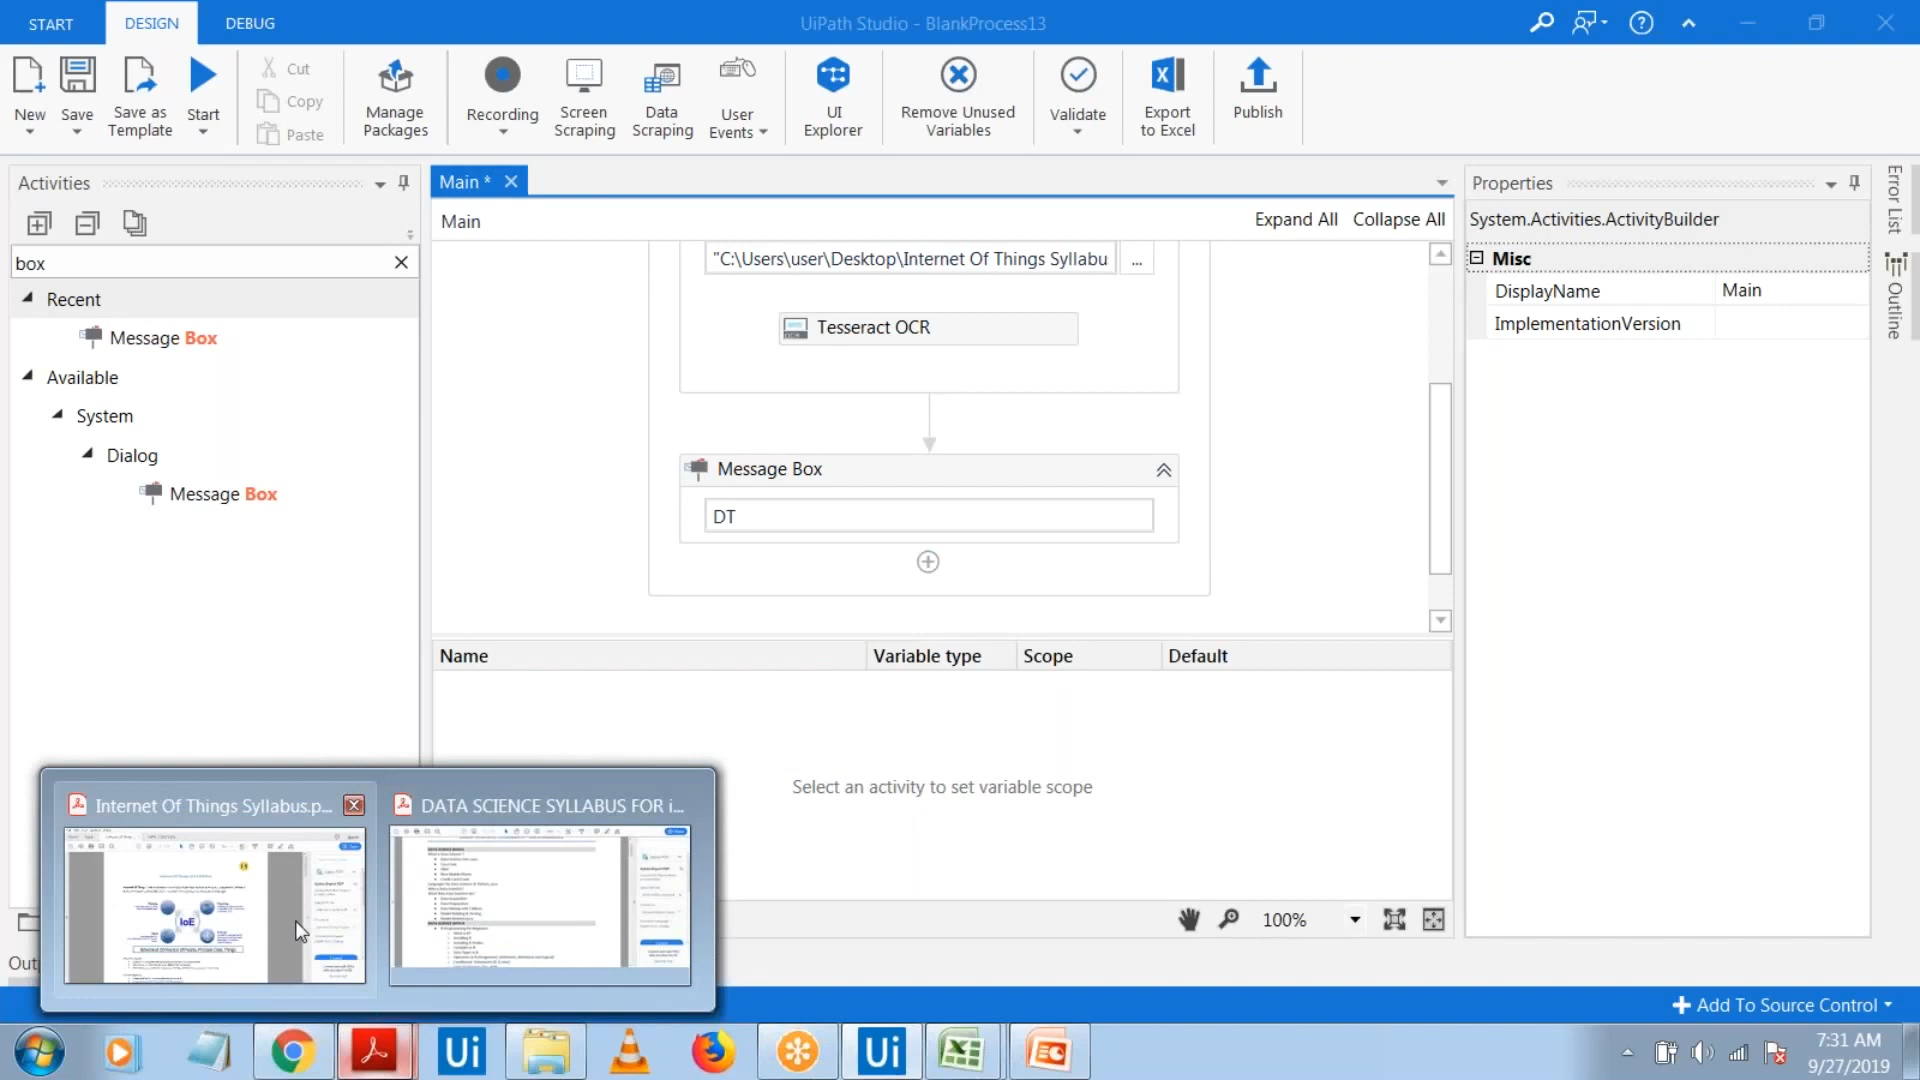 START
DESIGN
DEBUG
UiPath Studio - BlankProcess13
New
Save
Save as
Template
Start
Cut
Copy
Paste
Manage
Packages
Recording
Screen
Scraping
Data
Scraping
User
Events
UI
Explorer
Remove Unused
Variables
Validate
Export
to Excel
Publish
Activities
box
Recent
Message Box
Available
System
Dialog
Message Box
Main *
Main
Expand All
Collapse All
"C:\Users\user\Desktop\Internet Of Things Syllabu
...
Tesseract OCR
Message Box
DT
Name
Variable type
Scope
Default
Select an activity to set variable scope
100%
Properties
System.Activities.ActivityBuilder
Misc
DisplayName
Main
ImplementationVersion
Error List
Outline
Internet Of Things Syllabus.p...
DATA SCIENCE SYLLABUS FOR i...
IoE
Add To Source Control
Ui
Ui
7:31 AM
9/27/2019